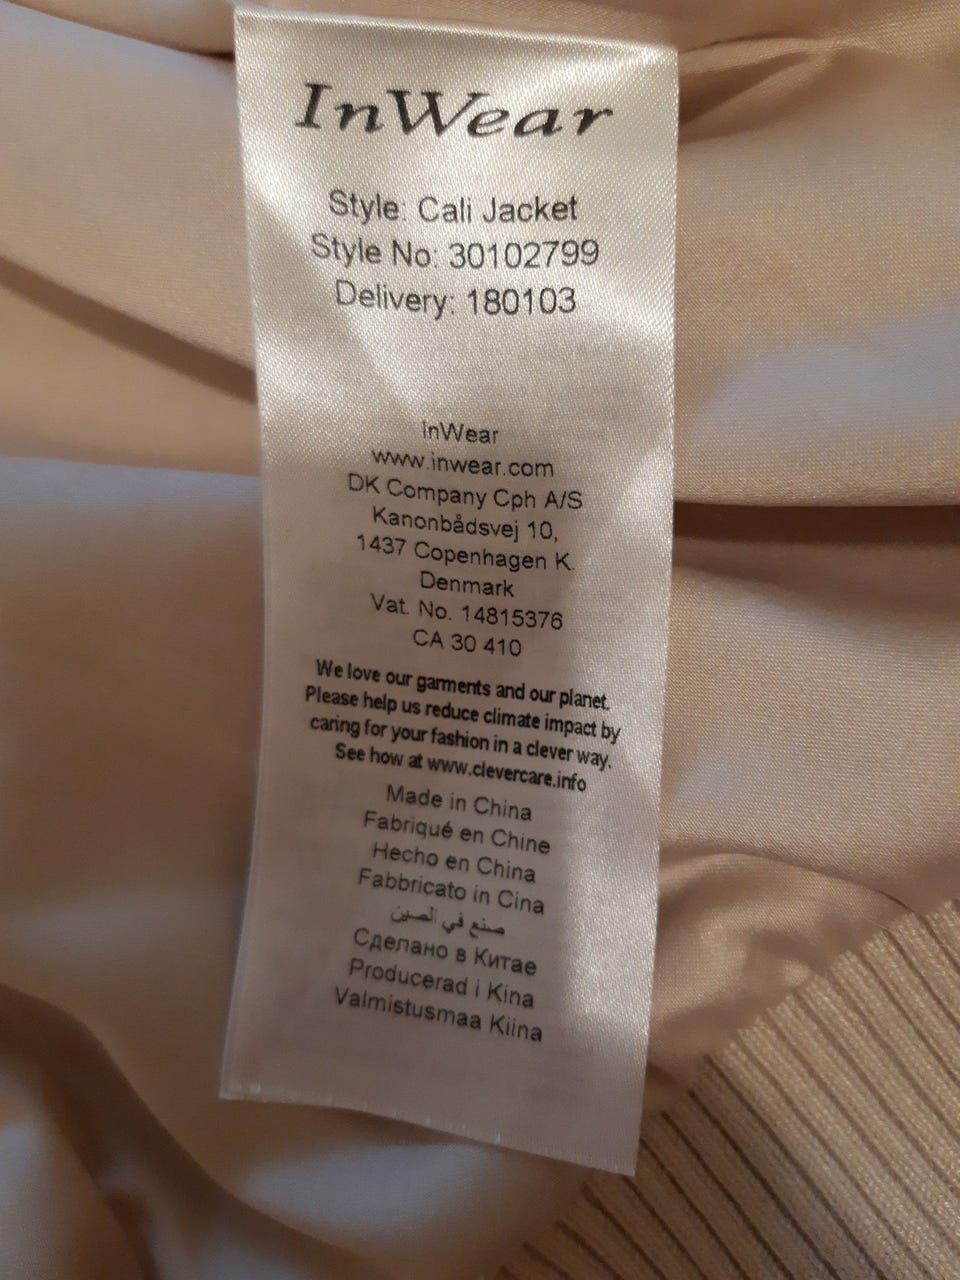 InWear
Style: Cali Jacket
Style No: 30102799
Delivery: 180103
InWear
www.inwear.com
DK Company Cph A/S
Kanonbådsvej 10,
1437 Copenhagen K.
Denmark
Vat. No. 14815376
CA 30 410
We love our garments and our planet.
Please help us reduce climate impact by
caring for your fashion in a clever way.
See how at www.clevercare.info
Made in China
Fabriqué en Chine
Hecho en China
Fabbricato in Cina
صنع في الصين
Сделано в Китае
Producerad i Kina
Valmistusmaa Kiina